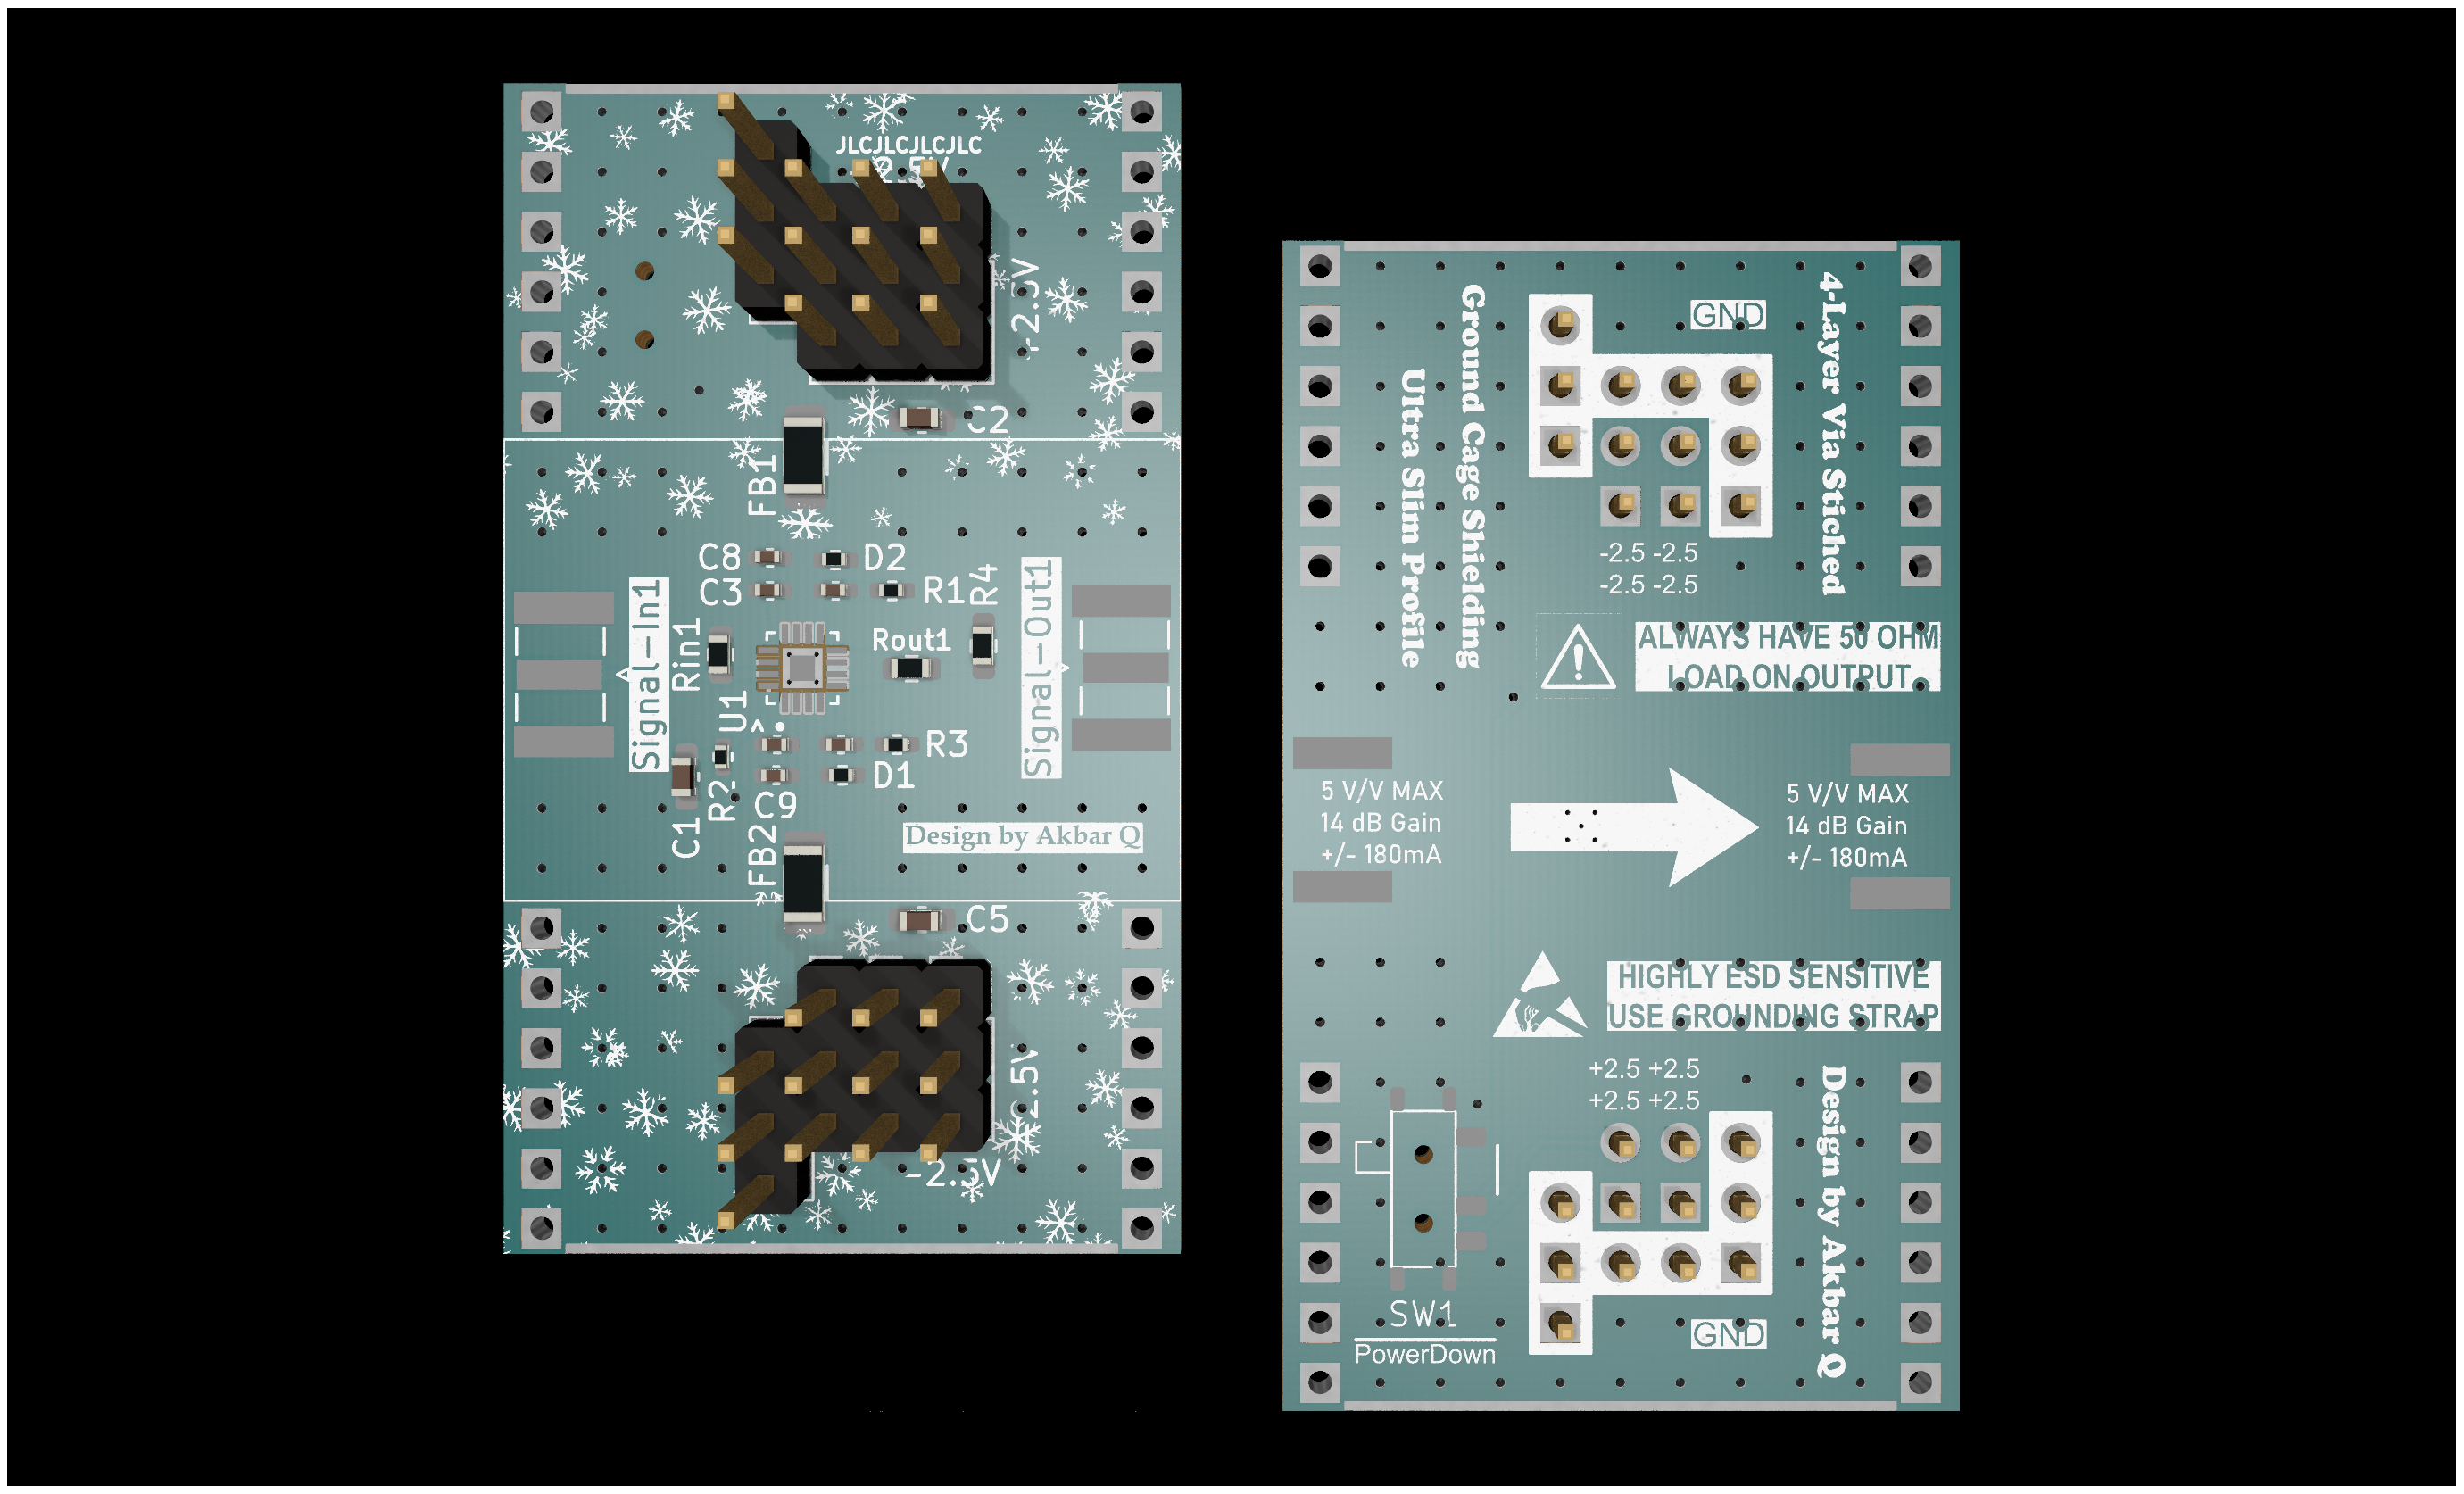 JLCJLCJLCJLC
-2.5V
C2
FB1
C8
D2
C3
R1
R4
Signal-In1
Rin1
Rout1
Signal-Out1
U1
R3
D1
C1
R2
C9
FB2
Design by Akbar Q
C5
-2.5V
4-Layer Via Stiched
Ground Cage Shielding
Ultra Slim Profile
GND
-2.5 -2.5
-2.5 -2.5
ALWAYS HAVE 50 OHM
LOAD ON OUTPUT
5 V/V MAX
14 dB Gain
+/- 180mA
5 V/V MAX
14 dB Gain
+/- 180mA
HIGHLY ESD SENSITIVE
USE GROUNDING STRAP
+2.5 +2.5
+2.5 +2.5
Design by Akbar Q
SW1
PowerDown
GND